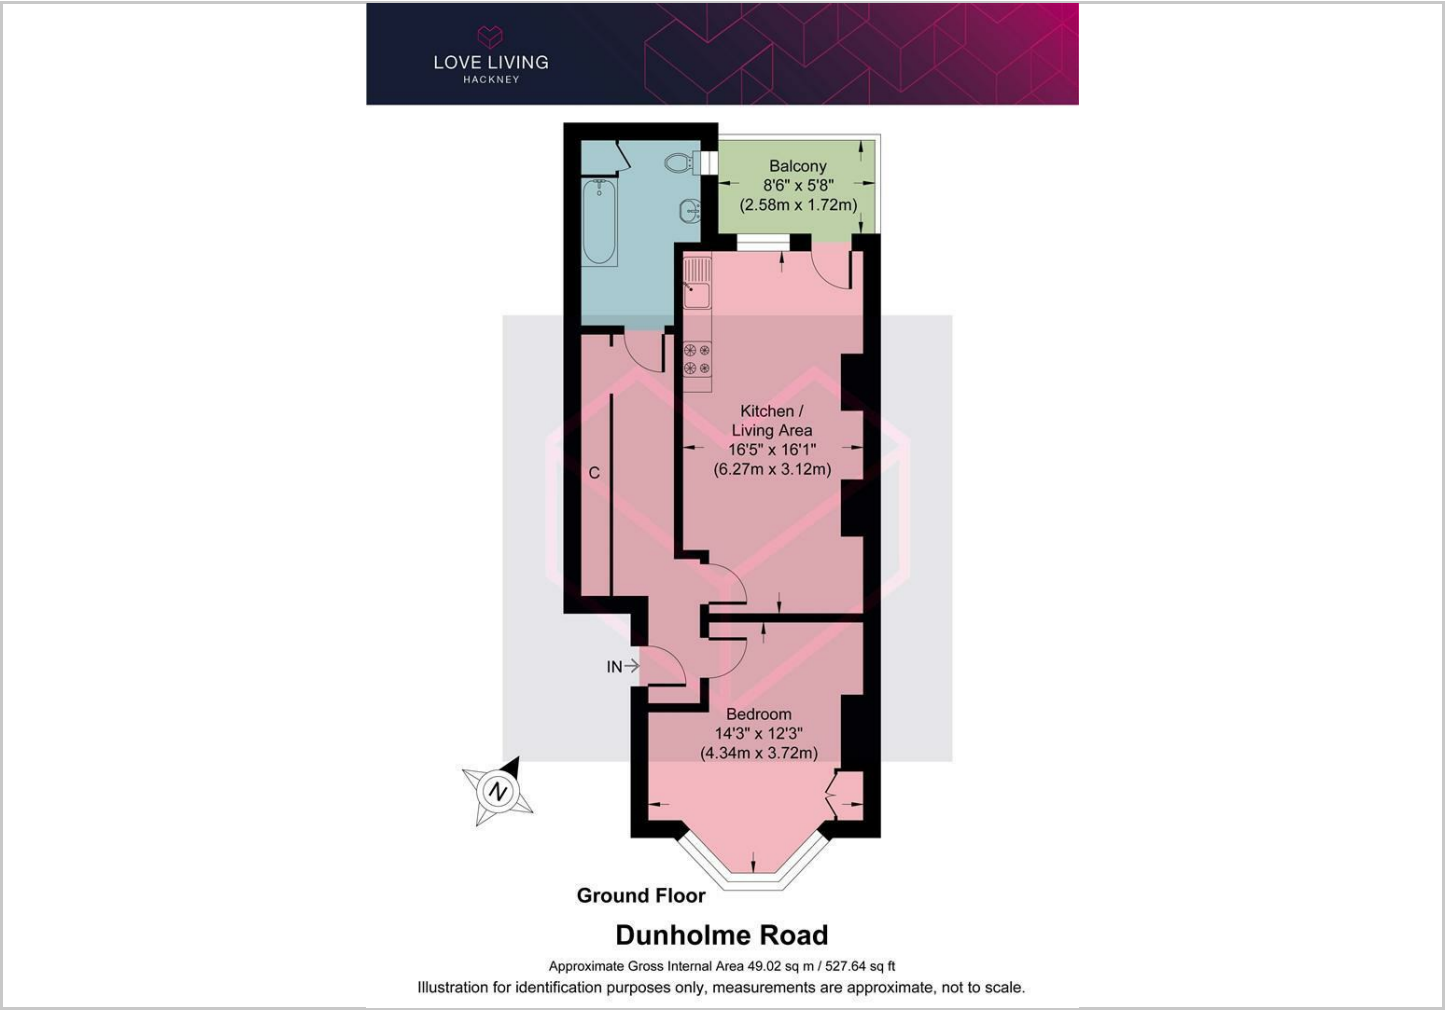 LOVE LIVING
HACKNEY
Balcony
8'6" x 5'8"
(2.58m x 1.72m)
Kitchen /
Living Area
16'5" x 16'1"
(6.27m x 3.12m)
C
IN
Bedroom
14'3" x 12'3"
(4.34m x 3.72m)
N
Ground Floor
Dunholme Road
Approximate Gross Internal Area 49.02 sq m / 527.64 sq ft
Illustration for identification purposes only, measurements are approximate, not to scale.